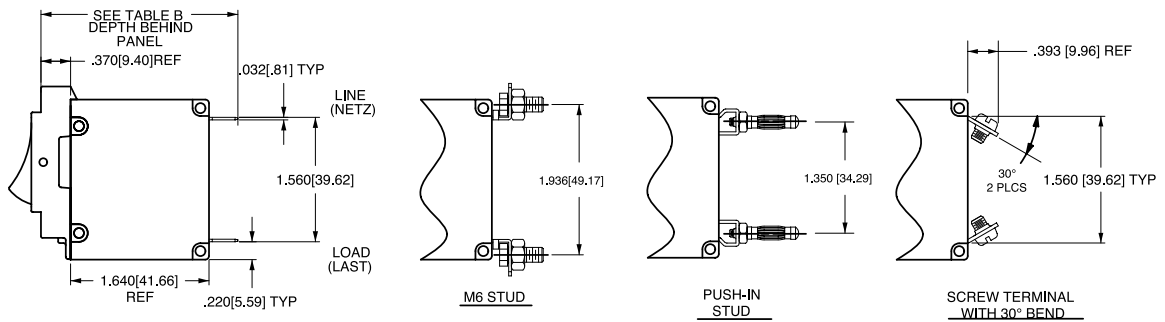 SEE TABLE B
DEPTH BEHIND
PANEL
.370[9.40]REF
.032[.81] TYP
LINE
(NETZ)
1.560[39.62]
LOAD
(LAST)
1.640[41.66]
REF
.220[5.59] TYP
1.936[49.17]
M6 STUD
1.350 [34.29]
PUSH-IN
STUD
.393 [9.96] REF
30°
2 PLCS
1.560 [39.62] TYP
SCREW TERMINAL
WITH 30° BEND